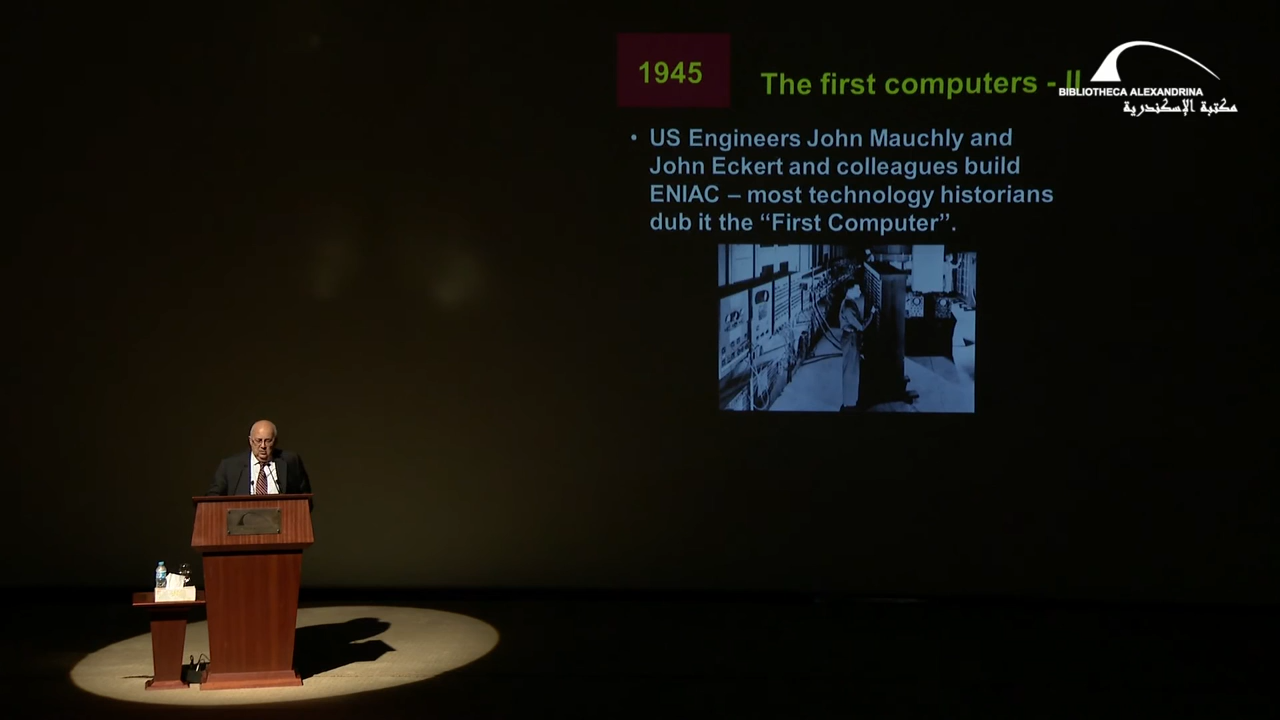 1945
The first computers - II
BIBLIOTHECA ALEXANDRINA
مكتبة الإسكندرية
• US Engineers John Mauchly and
John Eckert and colleagues build
ENIAC – most technology historians
dub it the “First Computer”.